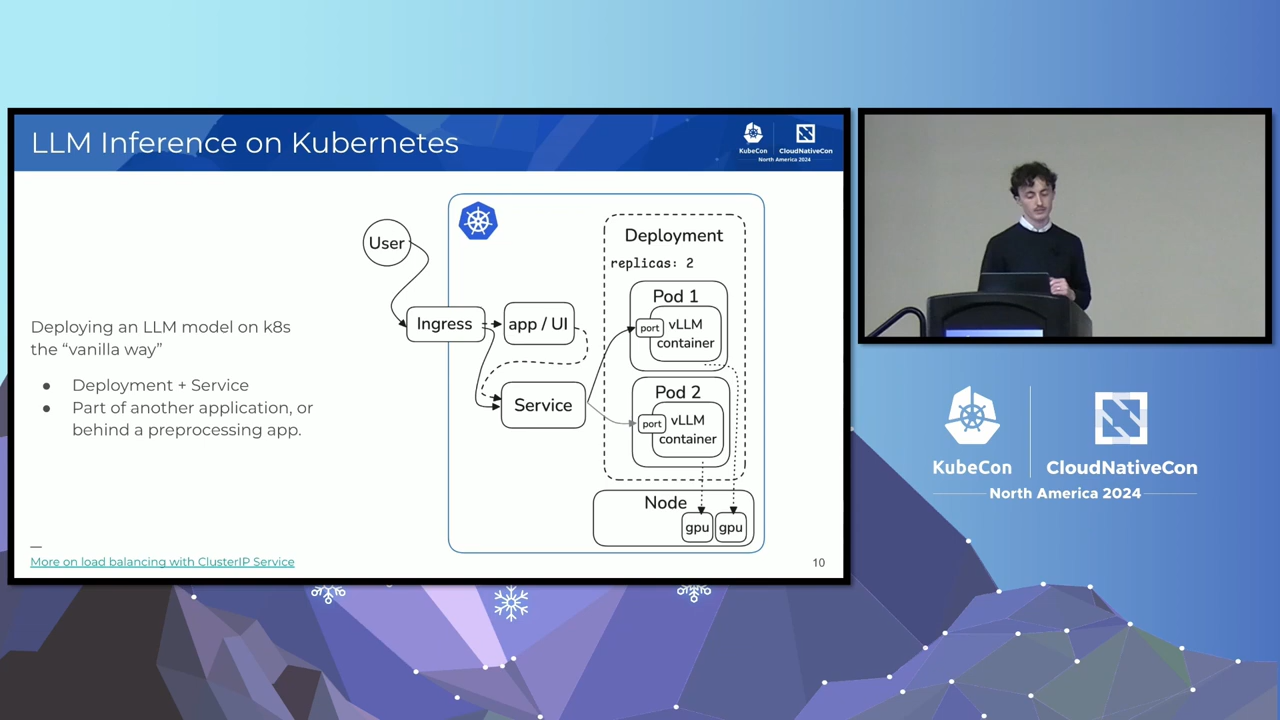 LLM Inference on Kubernetes
KubeCon
CloudNativeCon
North America 2024
Deploying an LLM model on k8s
the “vanilla way”
● Deployment + Service
● Part of another application, or
behind a preprocessing app.
User
Ingress
app / UI
Service
Deployment
replicas: 2
Pod 1
port
vLLM
container
Pod 2
port
vLLM
container
Node
gpu
gpu
More on load balancing with ClusterIP Service
10
KubeCon
CloudNativeCon
North America 2024